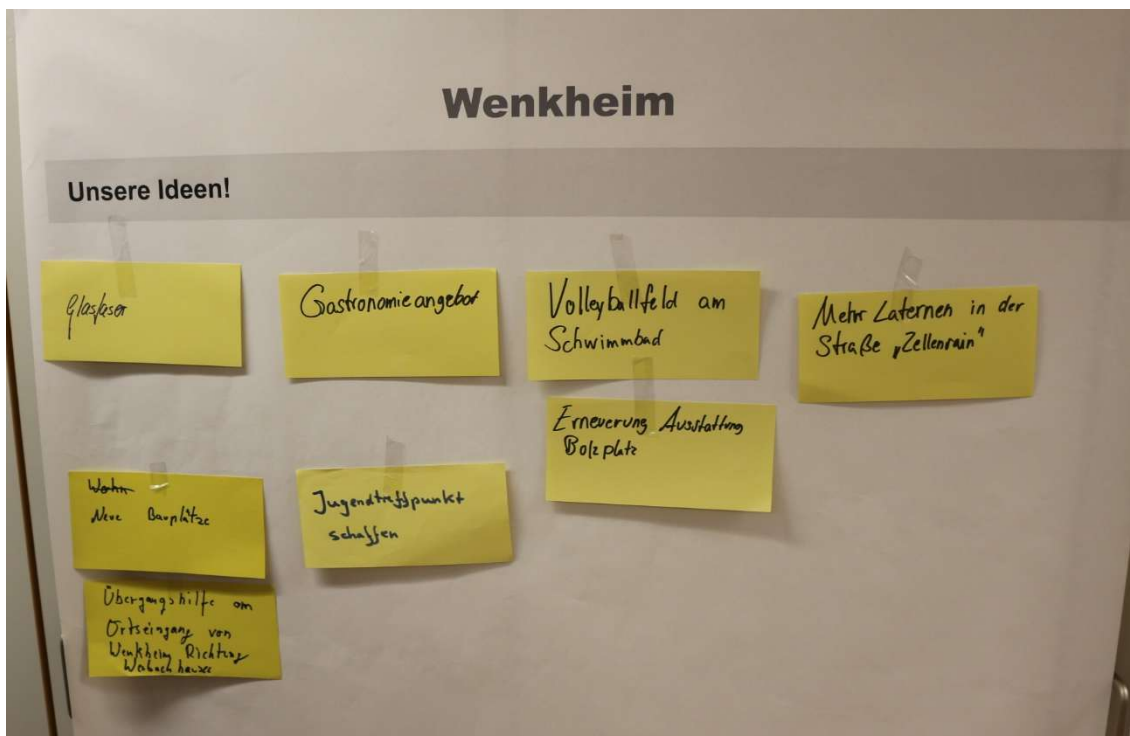 Wenkheim
Unsere Ideen!
Glasfaser
Gastronomieangebot
Volleyballfeld am
Schwimmbad
Mehr Laternen in der
Straße „Zellenrain"
Erneuerung Ausstattung
Bolzplatz
Wohn
Neue Bauplätze
Jugendtreffpunkt
schaffen
Übergangshilfe am
Ortseingang von
Wenkheim Richtung